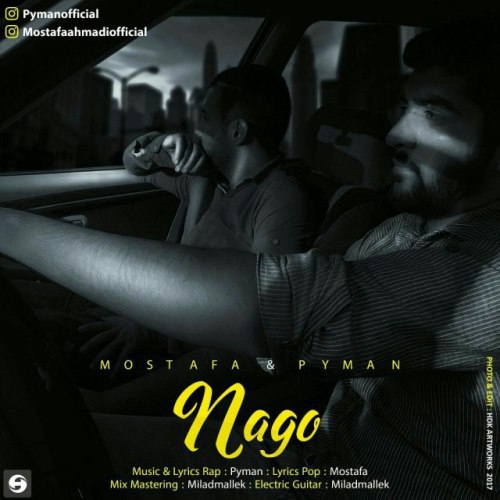 Pymanofficial
Mostafaahmadiofficial
MOSTAFA & PYMAN
Nago
Music & Lyrics Rap : Pyman : Lyrics Pop : Mostafa
Mix Mastering : Miladmallek : Electric Guitar : Miladmallek
PHOTO & EDIT : HDK ARTWORKS 2017